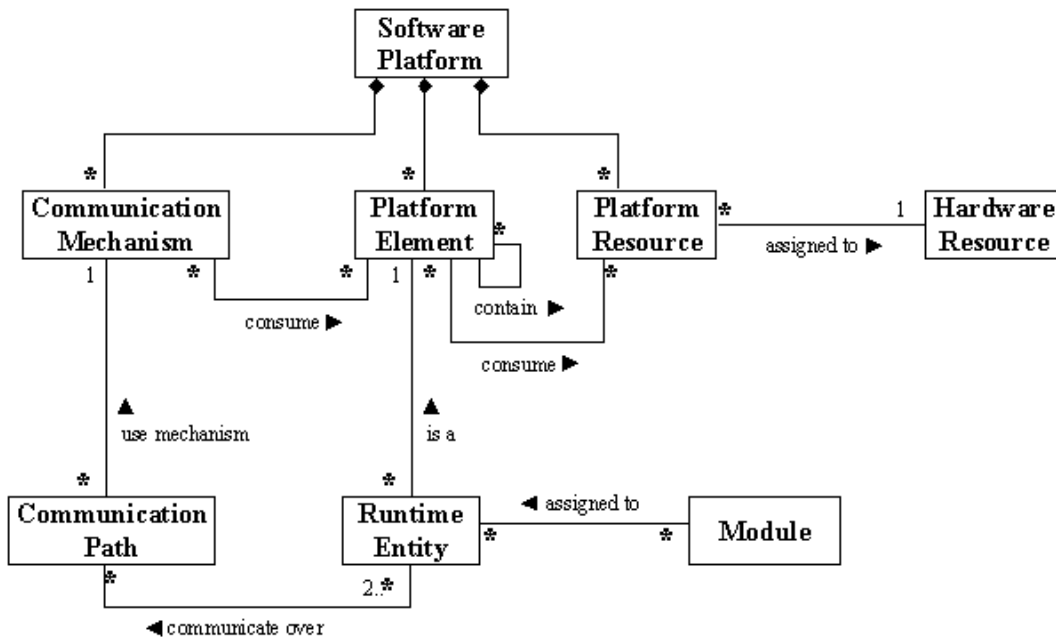 Software
Platform
*
*
*
Communication
Mechanism
Platform
Element
Platform
Resource
Hardware
Resource
*
*
1
assigned to ►
1
*
*
1
*
*
consume ►
contain ►
consume ►
▲
use mechanism
▲
is a
*
*
Communication
Path
Runtime
Entity
Module
◄ assigned to
*
*
*
2..*
◄ communicate over